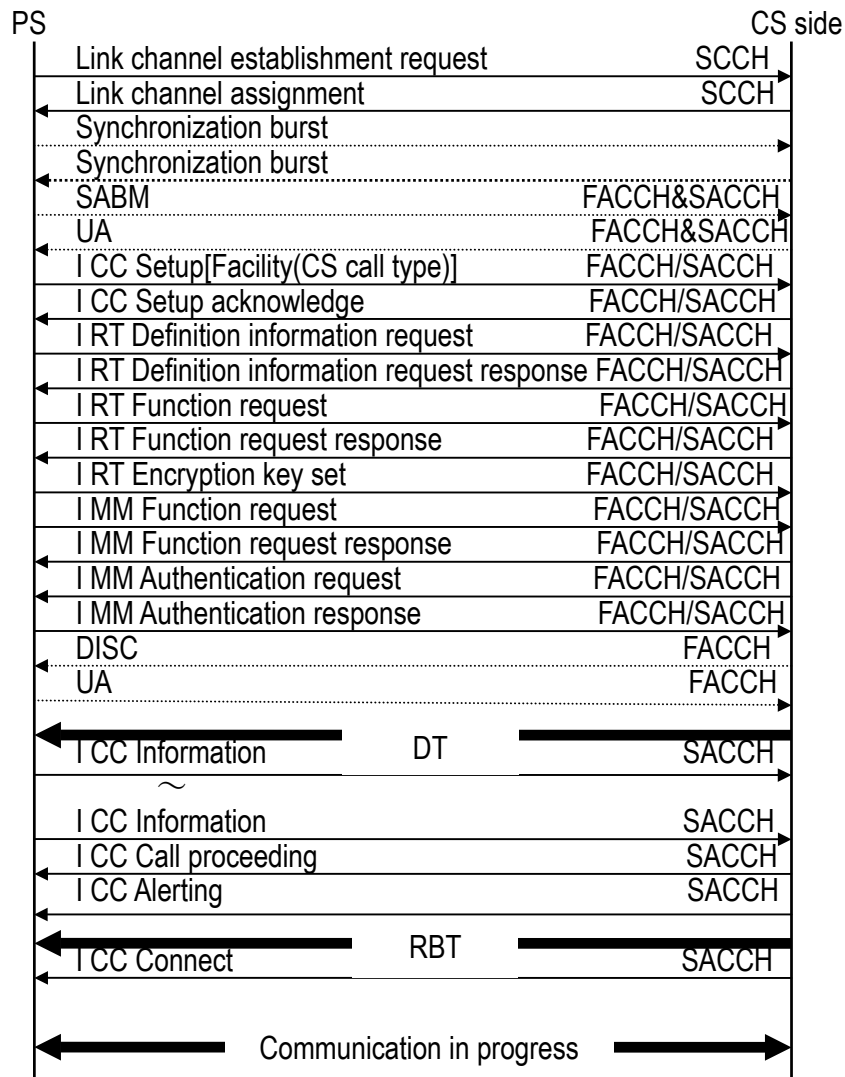 PS CS side
Link channel establishment request SCCH
Link channel assignment SCCH
Synchronization burst
Synchronization burst
SABM FACCH&SACCH
UA FACCH&SACCH
I CC Setup[Facility(CS call type)] FACCH/SACCH
I CC Setup acknowledge FACCH/SACCH
I RT Definition information request FACCH/SACCH
I RT Definition information request response FACCH/SACCH
I RT Function request FACCH/SACCH
I RT Function request response FACCH/SACCH
I RT Encryption key set FACCH/SACCH
I MM Function request FACCH/SACCH
I MM Function request response FACCH/SACCH
I MM Authentication request FACCH/SACCH
I MM Authentication response FACCH/SACCH
DISC FACCH
UA FACCH
DT
I CC Information SACCH
~
I CC Information SACCH
I CC Call proceeding SACCH
I CC Alerting SACCH
RBT
I CC Connect SACCH
Communication in progress